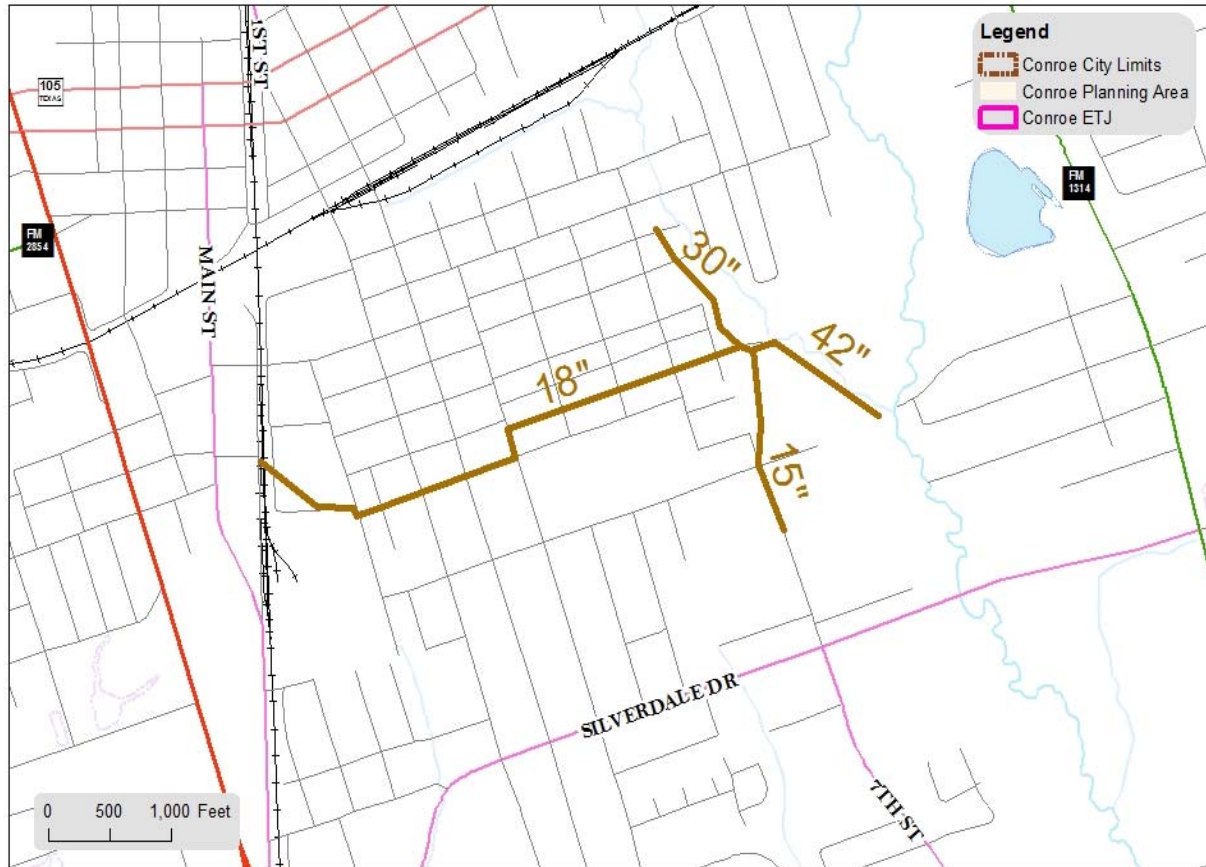 Legend
Conroe City Limits
Conroe Planning Area
Conroe ETJ
1ST ST
105
TEXAS
FM
1314
FM
2854
MAIN ST
30"
42"
18"
15"
SILVERDALE DR
7TH ST
0 500 1,000 Feet